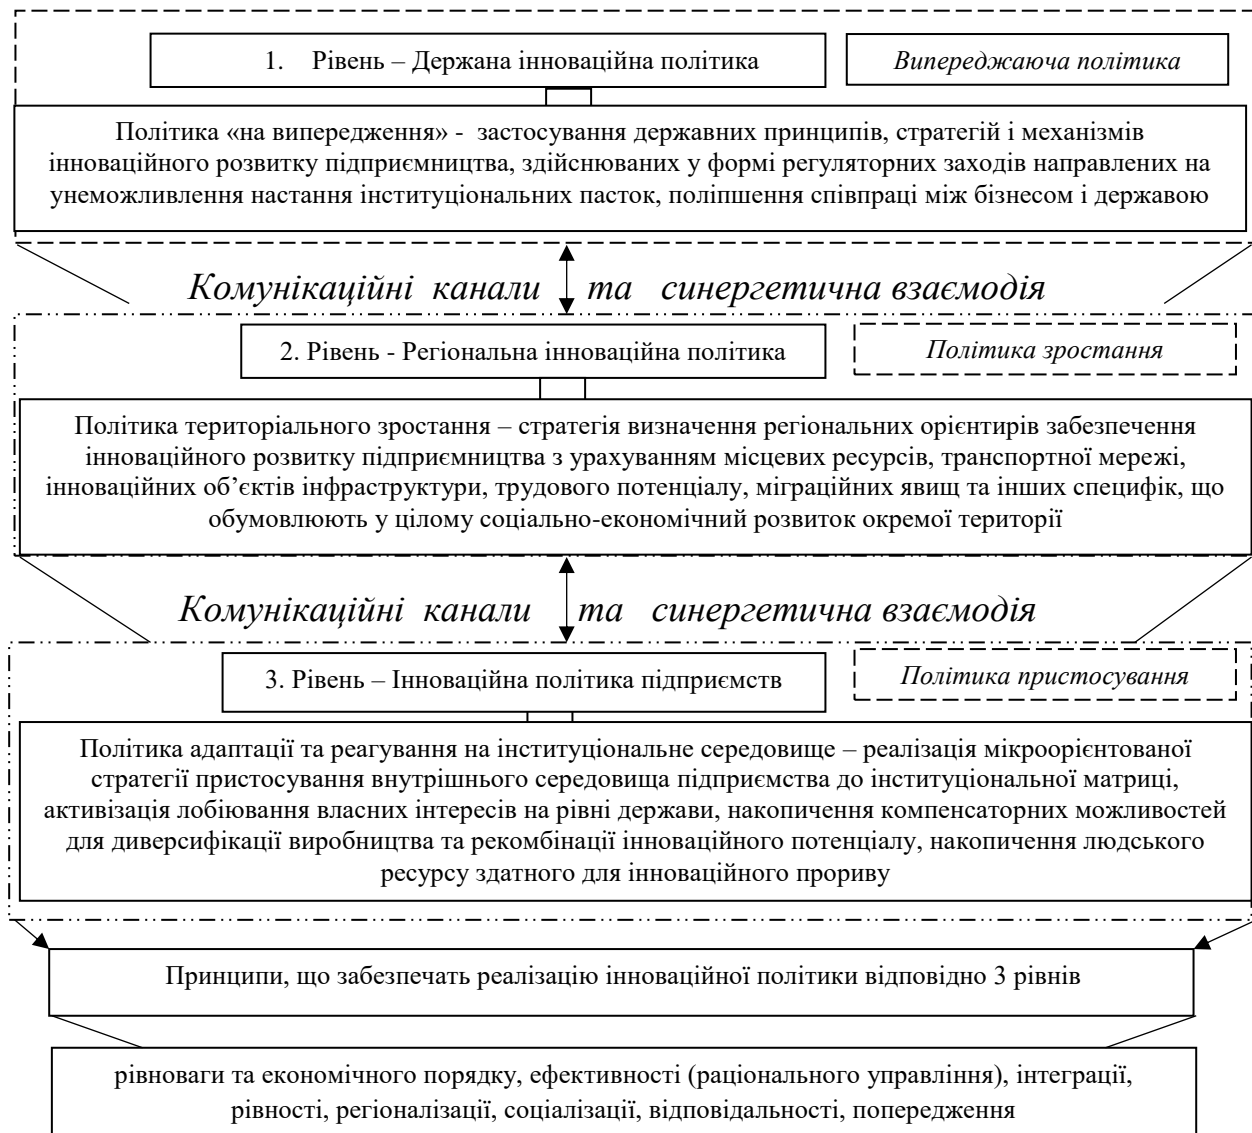 1. Рівень – Держана інноваційна політика
Випереджаюча політика
Політика «на випередження» - застосування державних принципів, стратегій і механізмів
інноваційного розвитку підприємництва, здійснюваних у формі регуляторних заходів направлених на
унеможливлення настання інституціональних пасток, поліпшення співпраці між бізнесом і державою
Комунікаційні канали та синергетична взаємодія
2. Рівень - Регіональна інноваційна політика
Політика зростання
Політика територіального зростання – стратегія визначення регіональних орієнтирів забезпечення
інноваційного розвитку підприємництва з урахуванням місцевих ресурсів, транспортної мережі,
інноваційних об’єктів інфраструктури, трудового потенціалу, міграційних явищ та інших специфік, що
обумовлюють у цілому соціально-економічний розвиток окремої території
Комунікаційні канали та синергетична взаємодія
3. Рівень – Інноваційна політика підприємств
Політика пристосування
Політика адаптації та реагування на інституціональне середовище – реалізація мікроорієнтованої
стратегії пристосування внутрішнього середовища підприємства до інституціональної матриці,
активізація лобіювання власних інтересів на рівні держави, накопичення компенсаторних можливостей
для диверсифікації виробництва та рекомбінації інноваційного потенціалу, накопичення людського
ресурсу здатного для інноваційного прориву
Принципи, що забезпечать реалізацію інноваційної політики відповідно 3 рівнів
рівноваги та економічного порядку, ефективності (раціонального управління), інтеграції,
рівності, регіоналізації, соціалізації, відповідальності, попередження